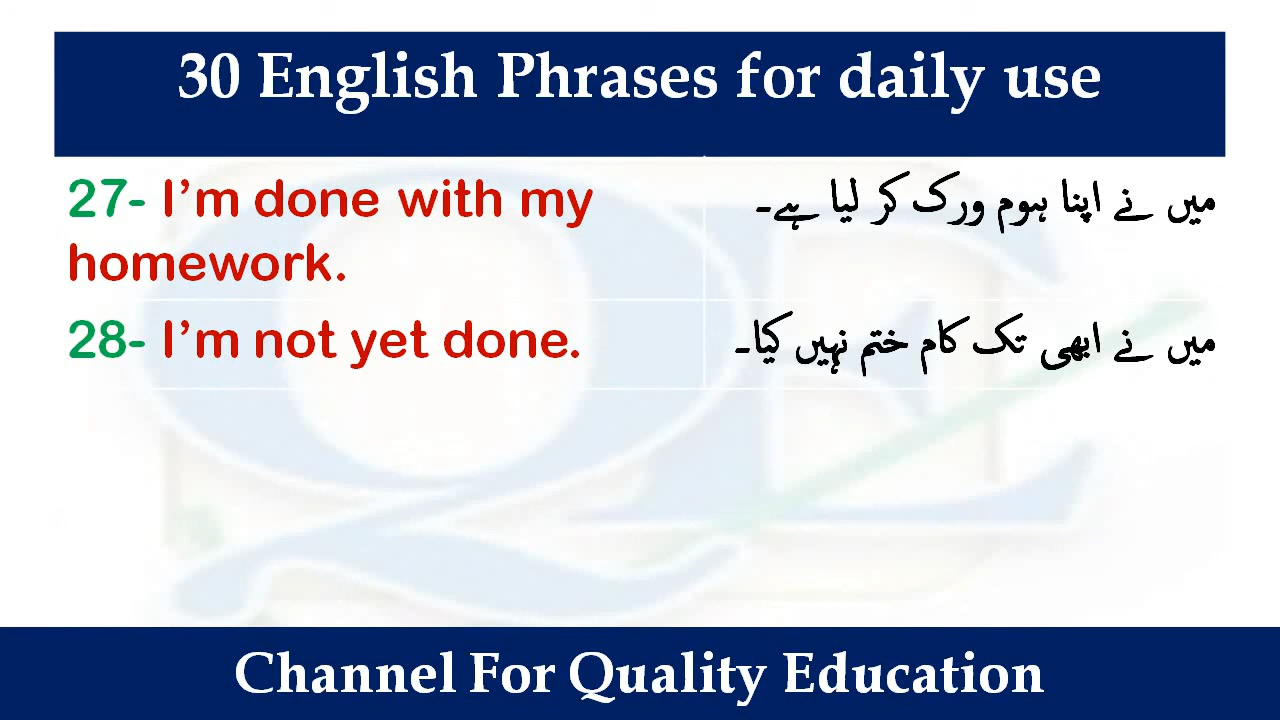 30 English Phrases for daily use
27- I’m done with my
homework.
میں نے اپنا ہوم ورک کر لیا ہے۔
28- I’m not yet done.
میں نے ابھی تک کام ختم نہیں کیا۔
Channel For Quality Education